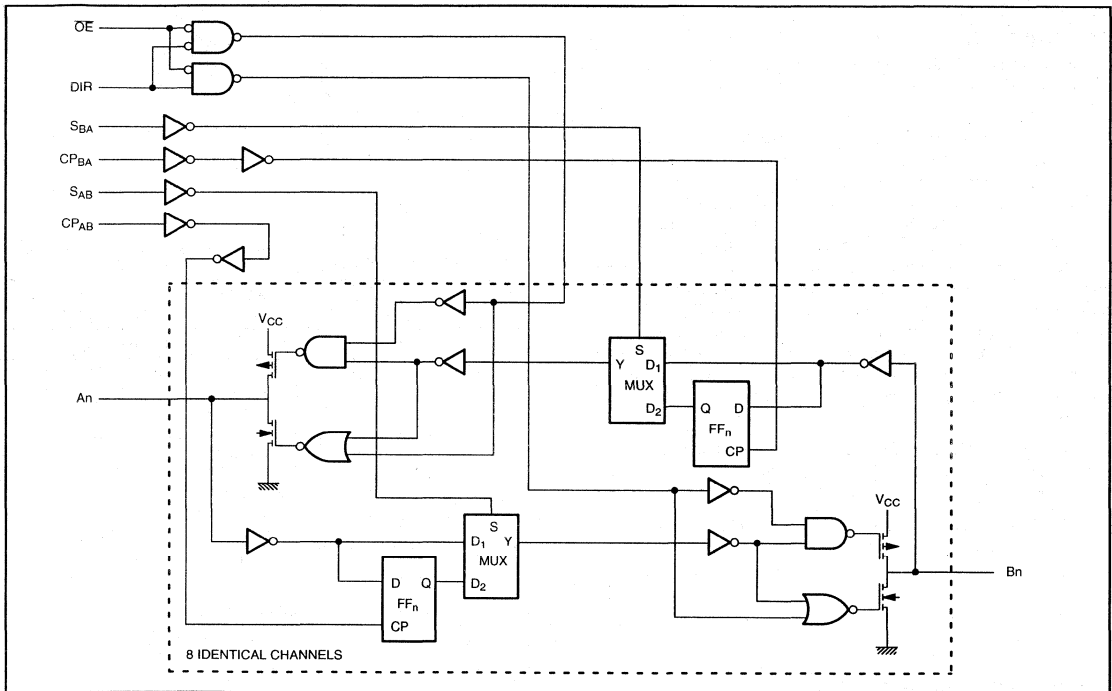 OE
DIR
SBA
CPBA
SAB
CPAB
VCC
S
Y D1
MUX
D2
Q D
FFn
CP
An
VCC
S
D1 Y
MUX
D2
D Q
FFn
CP
Bn
8 IDENTICAL CHANNELS